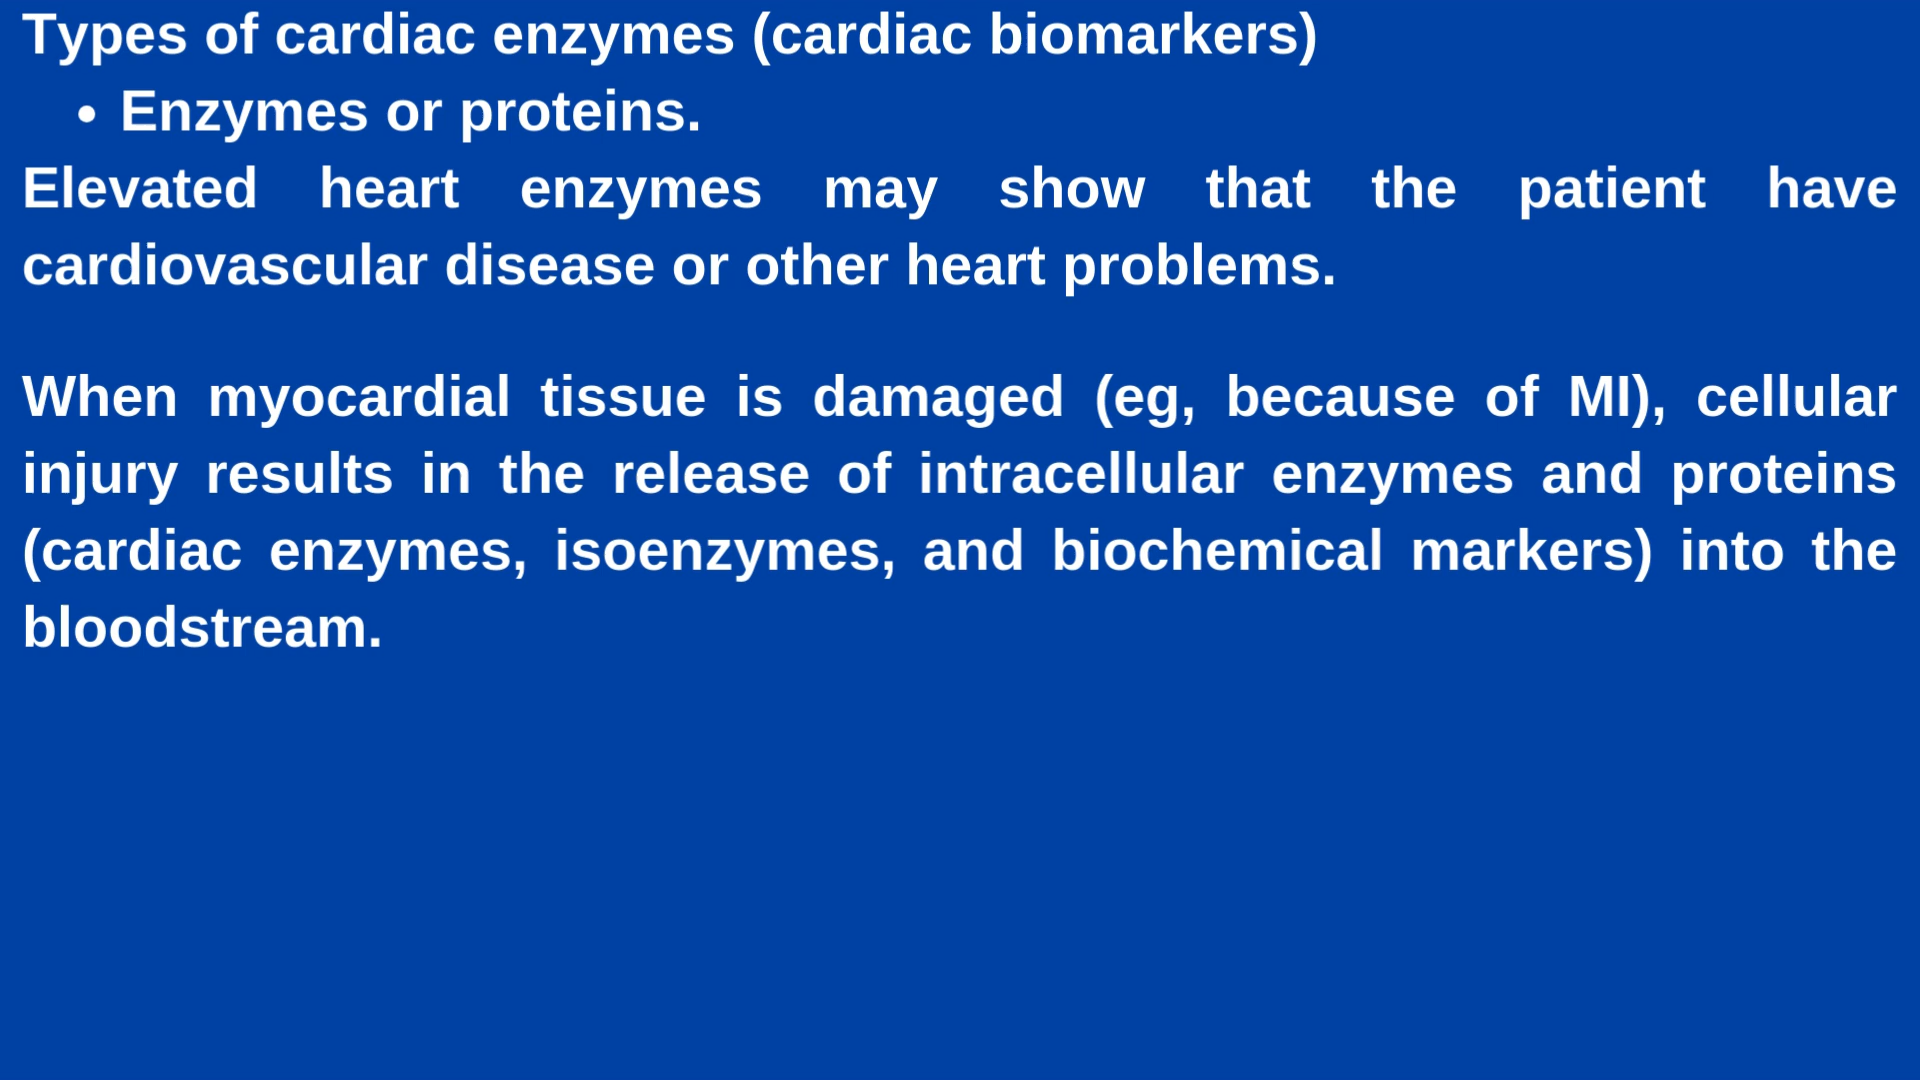 Types of cardiac enzymes (cardiac biomarkers)
• Enzymes or proteins.
Elevated heart enzymes may show that the patient have
cardiovascular disease or other heart problems.
When myocardial tissue is damaged (eg, because of MI), cellular
injury results in the release of intracellular enzymes and proteins
(cardiac enzymes, isoenzymes, and biochemical markers) into the
bloodstream.